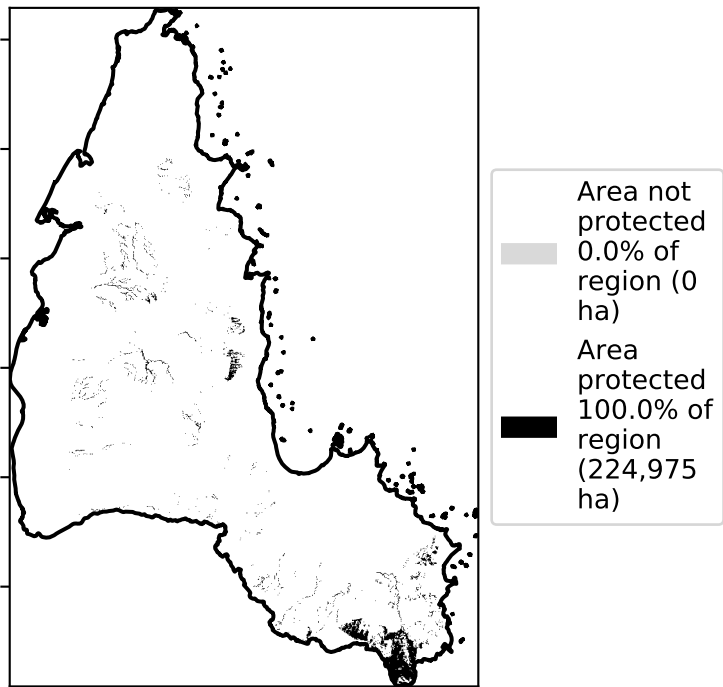 Area not
protected
0.0% of
region (0
ha)
Area
protected
100.0% of
region
(224,975
ha)